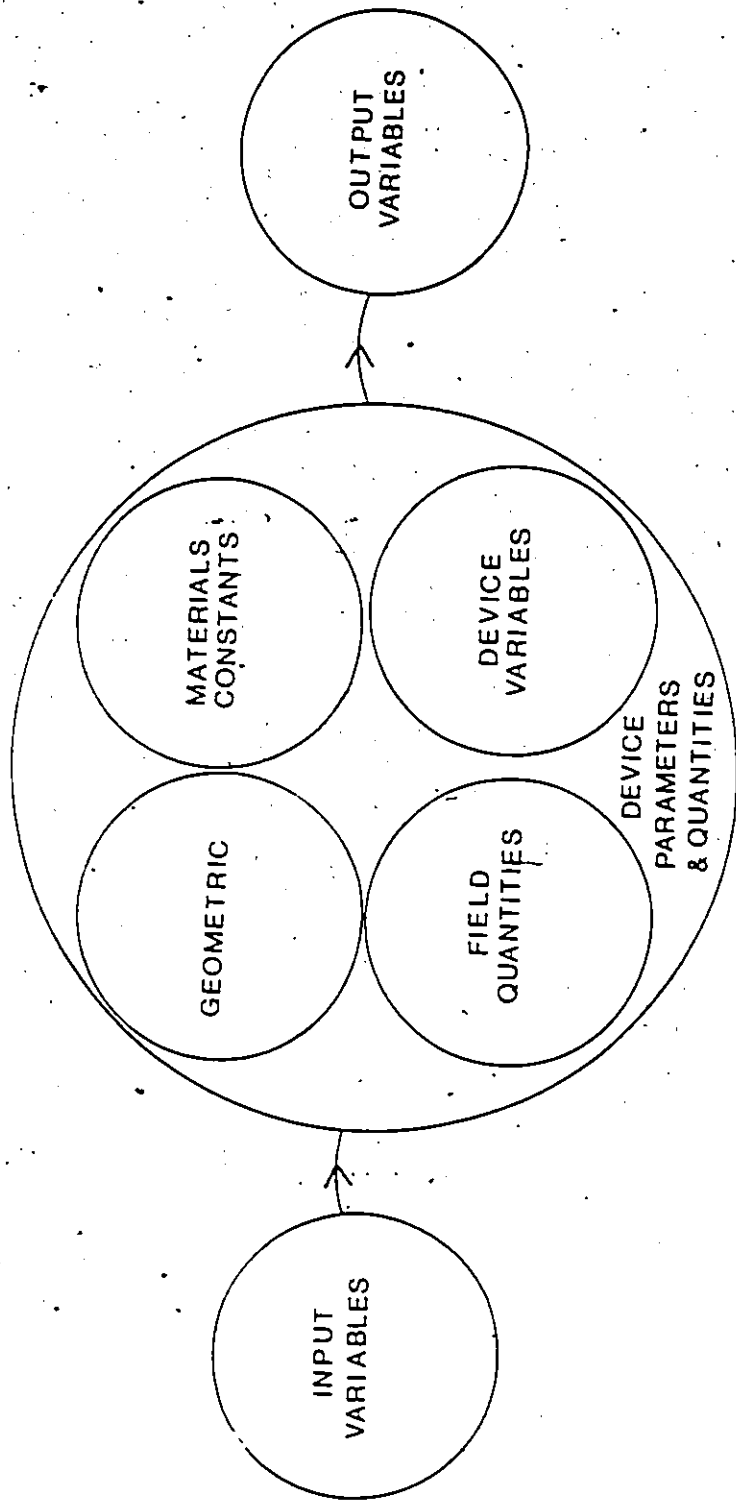 INPUT
VARIABLES
GEOMETRIC
MATERIALS
CONSTANTS
FIELD
QUANTITIES
DEVICE
VARIABLES
DEVICE
PARAMETERS
& QUANTITIES
OUTPUT
VARIABLES